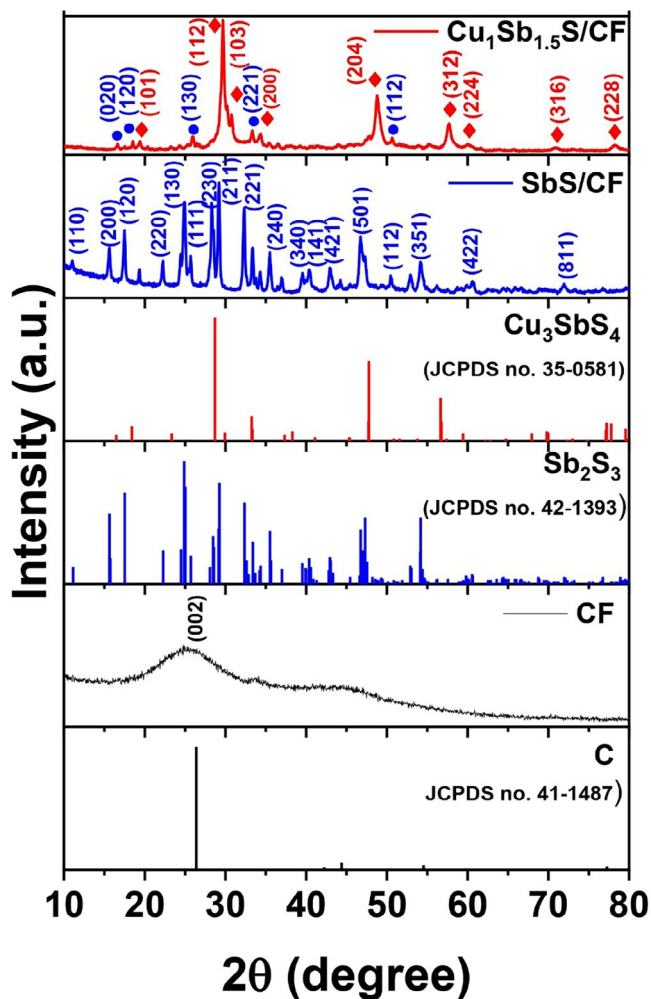 Cu₁Sb₁.₅S/CF
(020)
(120)
(101)
(130)
(112)
(103)
(221)
(200)
(204)
(112)
(312)
(224)
(316)
(228)
SbS/CF
(110)
(200)
(120)
(220)
(130)
(111)
(230)
(211)
(221)
(240)
(340)
(141)
(421)
(501)
(112)
(351)
(422)
(811)
Cu₃SbS₄
(JCPDS no. 35-0581)
Sb₂S₃
(JCPDS no. 42-1393)
CF
(002)
C
JCPDS no. 41-1487)
Intensity (a.u.)
10 20 30 40 50 60 70 80
2θ (degree)